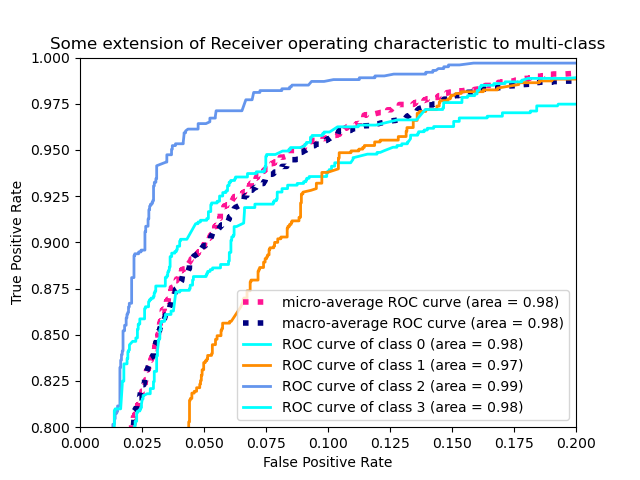 Some extension of Receiver operating characteristic to multi-class
1.000
0.975
0.950
0.925
0.900
0.875
0.850
0.825
0.800
True Positive Rate
micro-average ROC curve (area = 0.98)
macro-average ROC curve (area = 0.98)
ROC curve of class 0 (area = 0.98)
ROC curve of class 1 (area = 0.97)
ROC curve of class 2 (area = 0.99)
ROC curve of class 3 (area = 0.98)
0.000 0.025 0.050 0.075 0.100 0.125 0.150 0.175 0.200
False Positive Rate